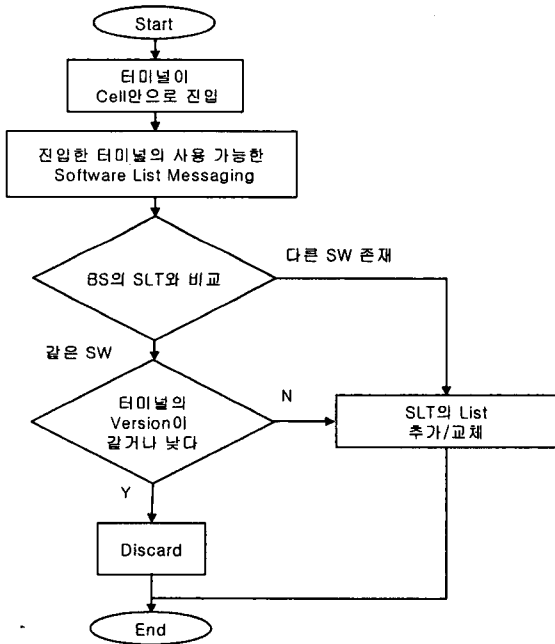 Start
터미널이
Cell안으로 진입
진입한 터미널의 사용 가능한
Software List Messaging
BS의 SLT와 비교
다른 SW 존재
같은 SW
터미널의
Version이
같거나 낮다
N
SLT의 List
추가/교체
Y
Discard
End